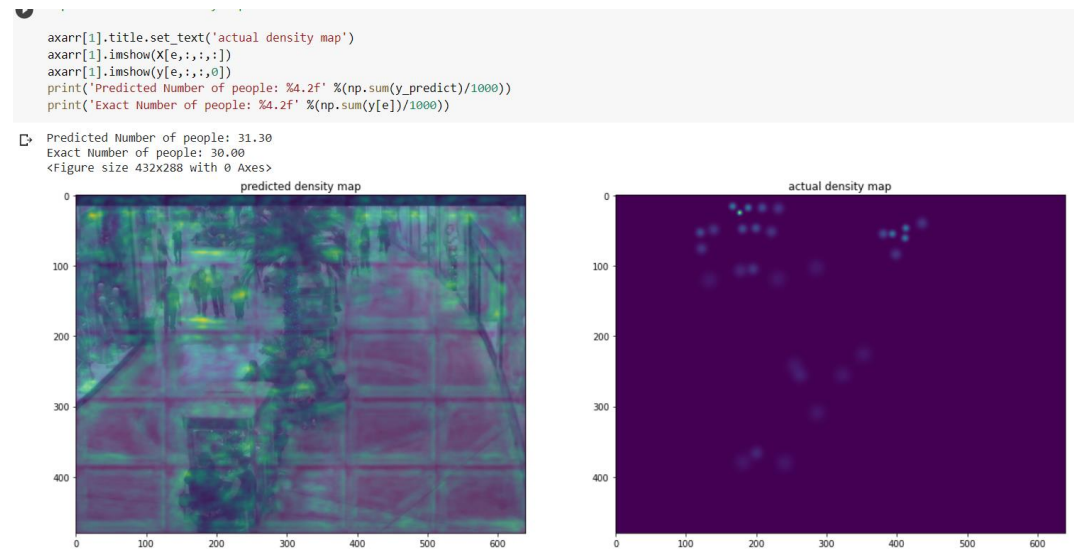 axarr[1].title.set_text('actual density map')
axarr[1].imshow(X[e,:,:,:])
axarr[1].imshow(y[e,:,:,0])
print('Predicted Number of people: %4.2f' %(np.sum(y_predict)/1000))
print('Exact Number of people: %4.2f' %(np.sum(y[e])/1000))
Predicted Number of people: 31.30
Exact Number of people: 30.00
<Figure size 432x288 with 0 Axes>
predicted density map
0
100
200
300
400
0 100 200 300 400 500 600
actual density map
0
100
200
300
400
0 100 200 300 400 500 600